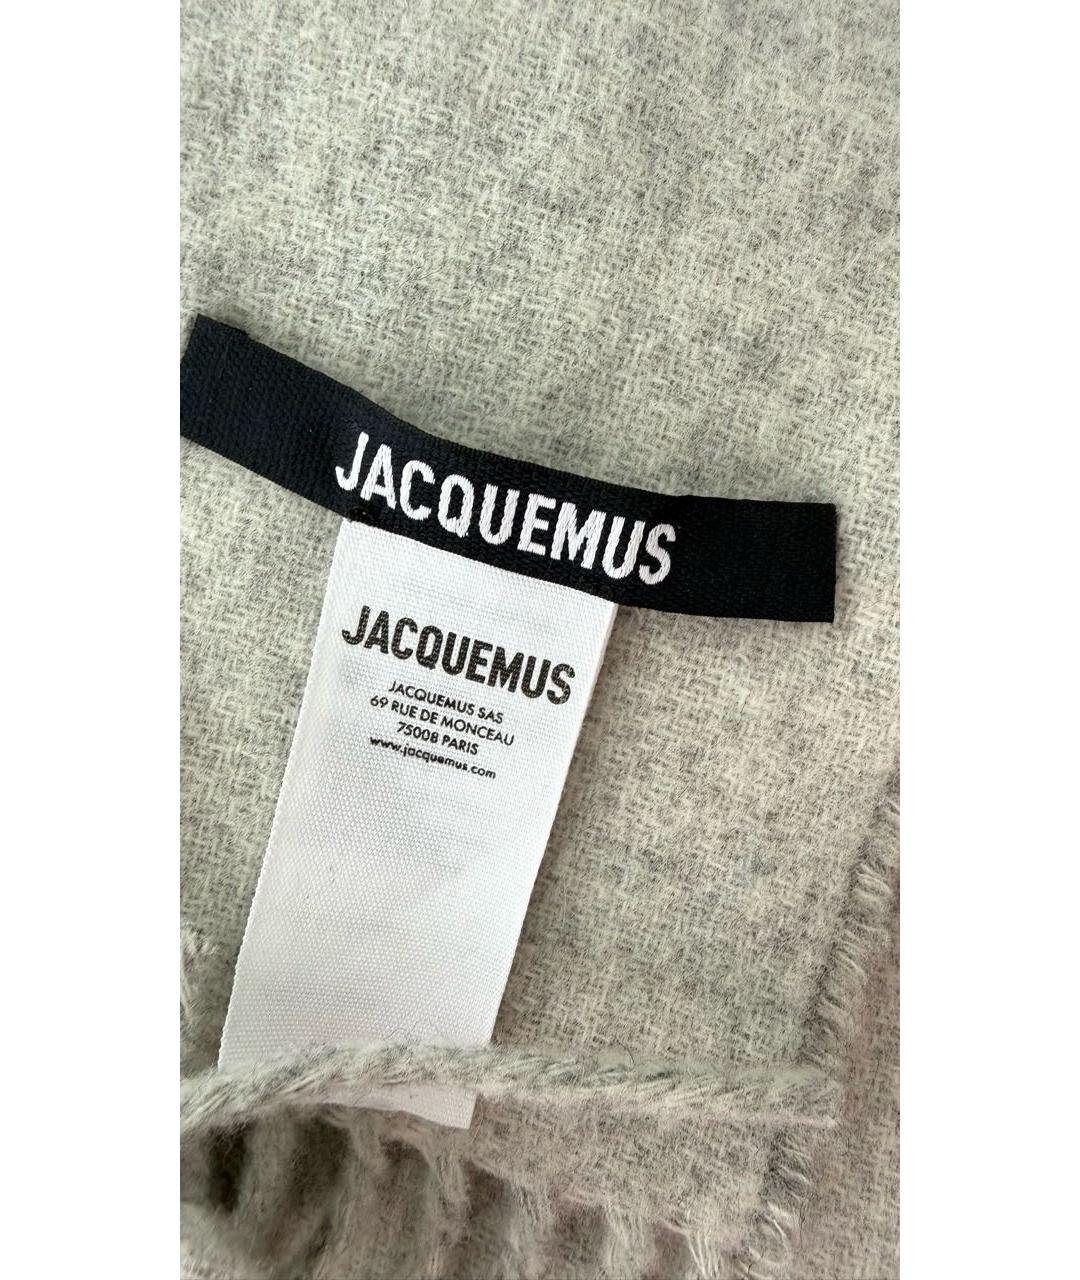 JACQUEMUS
JACQUEMUS
JACQUEMUS SAS
69 RUE DE MONCEAU
75008 PARIS
www.jacquemus.com